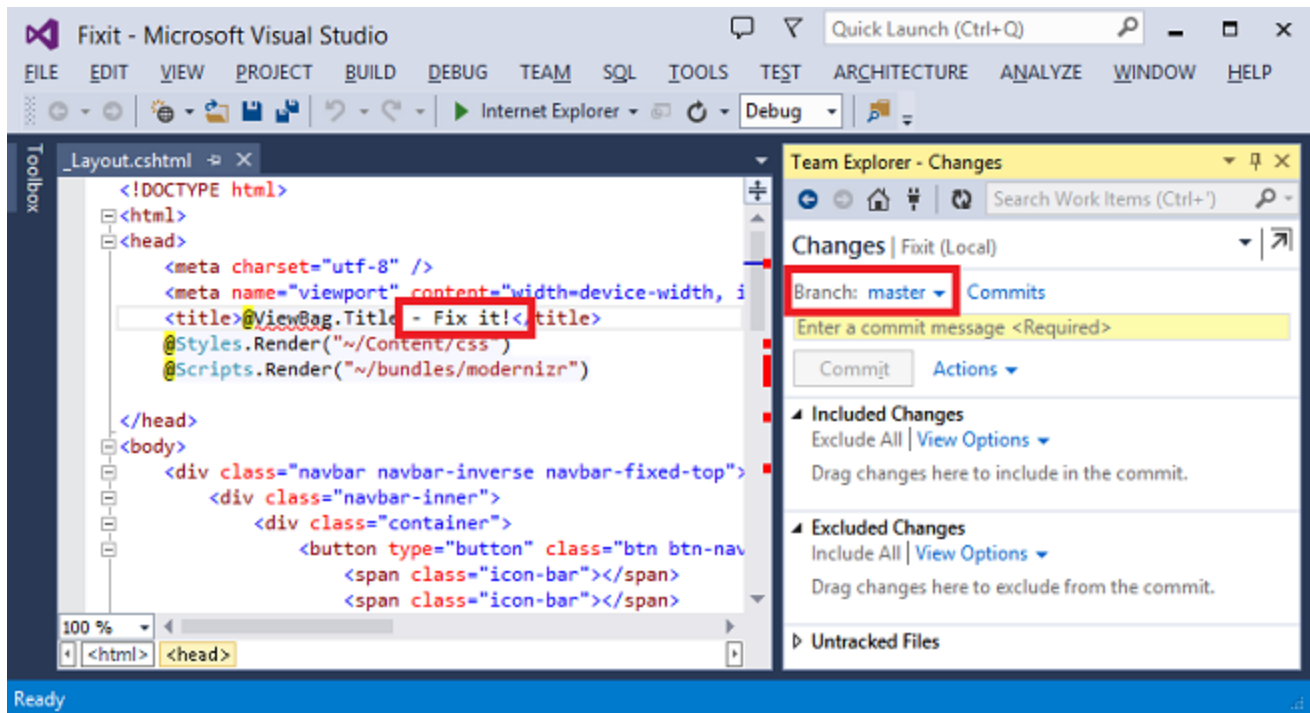 Fixit - Microsoft Visual Studio
Quick Launch (Ctrl+Q)
FILE EDIT VIEW PROJECT BUILD DEBUG TEAM SQL TOOLS TEST ARCHITECTURE ANALYZE WINDOW HELP
Internet Explorer Debug
Toolbox
_Layout.cshtml
<!DOCTYPE html>
<html>
<head>
<meta charset="utf-8" />
<meta name="viewport" content="width=device-width, i
<title>@ViewBag.Title - Fix it!</title>
@Styles.Render("~/Content/css")
@Scripts.Render("~/bundles/modernizr")
</head>
<body>
<div class="navbar navbar-inverse navbar-fixed-top">
<div class="navbar-inner">
<div class="container">
<button type="button" class="btn btn-nav
<span class="icon-bar"></span>
<span class="icon-bar"></span>
100 %
<html> <head>
Team Explorer - Changes
Search Work Items (Ctrl+')
Changes | Fixit (Local)
Branch: master Commits
Enter a commit message <Required>
Commit Actions
Included Changes
Exclude All | View Options
Drag changes here to include in the commit.
Excluded Changes
Include All | View Options
Drag changes here to exclude from the commit.
Untracked Files
Ready